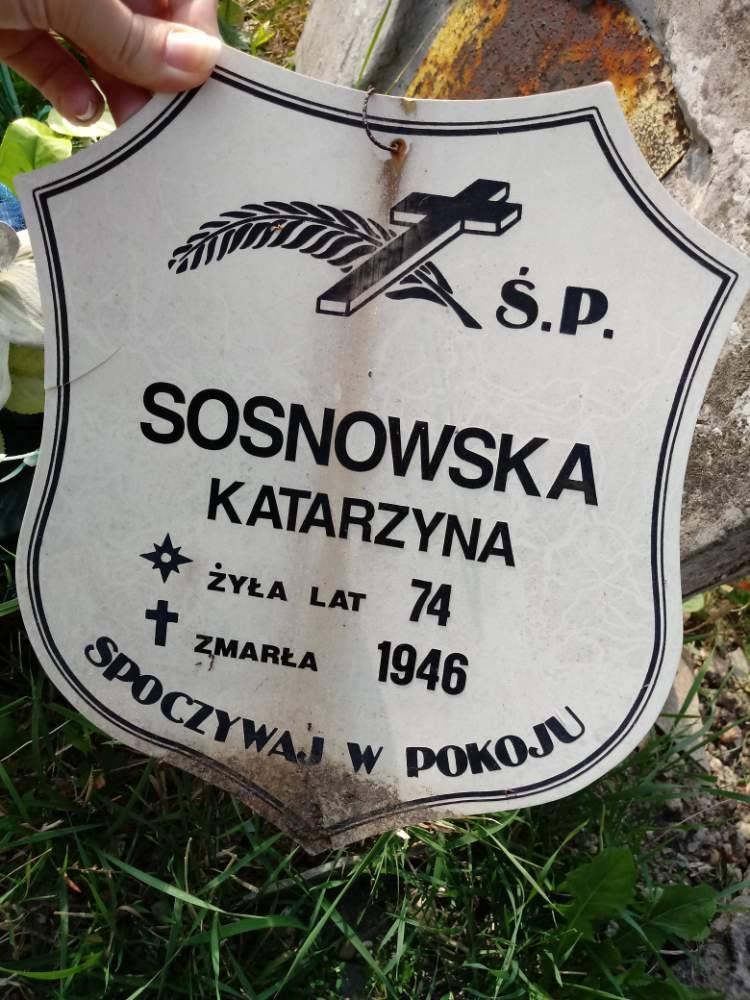 Ś.P.
SOSNOWSKA
KATARZYNA
ŻYŁA LAT 74
ZMARŁA 1946
SPOCZYWAJ W POKOJU